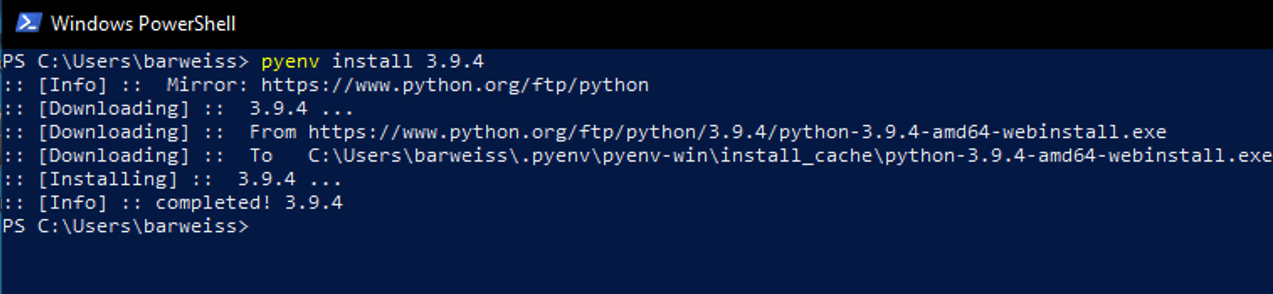 Windows PowerShell
PS C:\Users\barweiss> pyenv install 3.9.4
:: [Info] ::  Mirror: https://www.python.org/ftp/python
:: [Downloading] ::  3.9.4 ...
:: [Downloading] ::  From https://www.python.org/ftp/python/3.9.4/python-3.9.4-amd64-webinstall.exe
:: [Downloading] ::  To   C:\Users\barweiss\.pyenv\pyenv-win\install_cache\python-3.9.4-amd64-webinstall.exe
:: [Installing] ::  3.9.4 ...
:: [Info] :: completed! 3.9.4
PS C:\Users\barweiss>